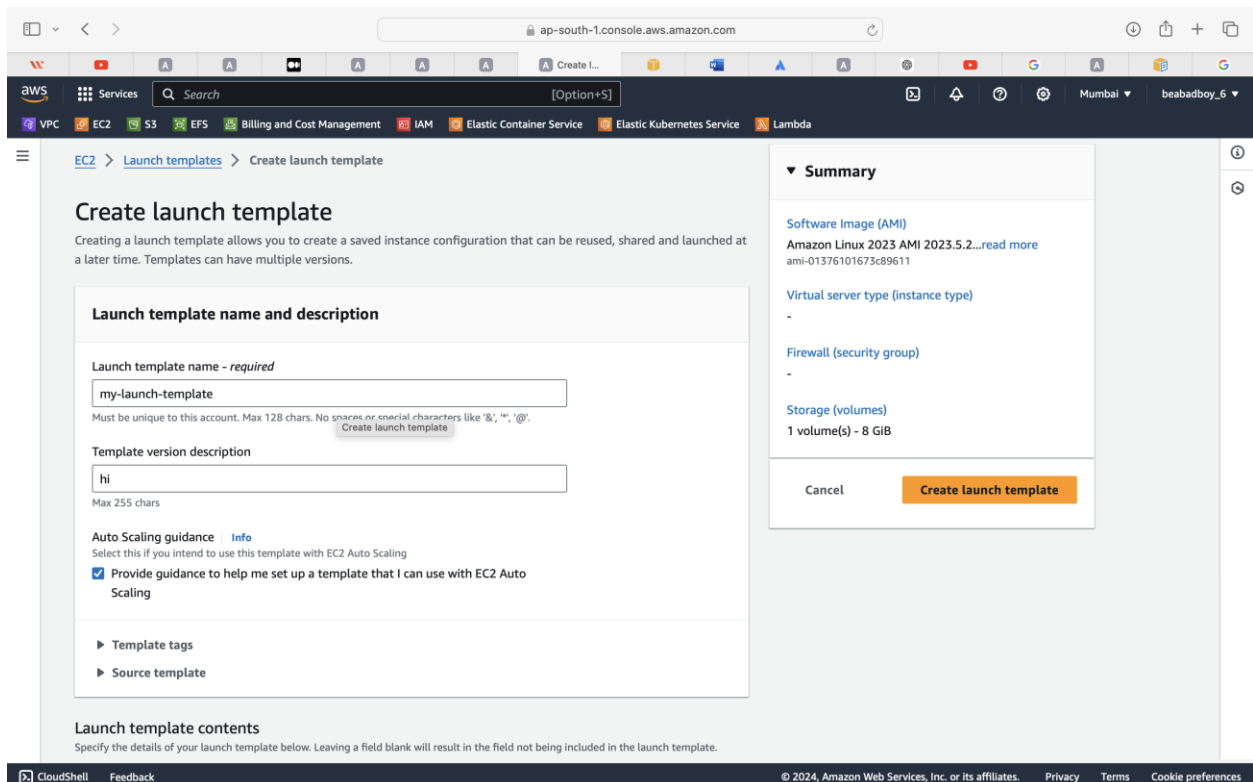 ap-south-1.console.aws.amazon.com
Create l...
aws
Services
Search
[Option+S]
Mumbai
beabadboy_6
VPC
EC2
S3
EFS
Billing and Cost Management
IAM
Elastic Container Service
Elastic Kubernetes Service
Lambda
EC2 > Launch templates > Create launch template
Create launch template
Creating a launch template allows you to create a saved instance configuration that can be reused, shared and launched at
a later time. Templates can have multiple versions.
Launch template name and description
Launch template name - required
my-launch-template
Must be unique to this account. Max 128 chars. No spaces or special characters like '&', '*', '@'.
Create launch template
Template version description
hi
Max 255 chars
Auto Scaling guidance
Info
Select this if you intend to use this template with EC2 Auto Scaling
Provide guidance to help me set up a template that I can use with EC2 Auto
Scaling
Template tags
Source template
Launch template contents
Specify the details of your launch template below. Leaving a field blank will result in the field not being included in the launch template.
Summary
Software Image (AMI)
Amazon Linux 2023 AMI 2023.5.2...read more
ami-01376101673c89611
Virtual server type (instance type)
-
Firewall (security group)
-
Storage (volumes)
1 volume(s) - 8 GiB
Cancel
Create launch template
CloudShell
Feedback
© 2024, Amazon Web Services, Inc. or its affiliates.
Privacy
Terms
Cookie preferences